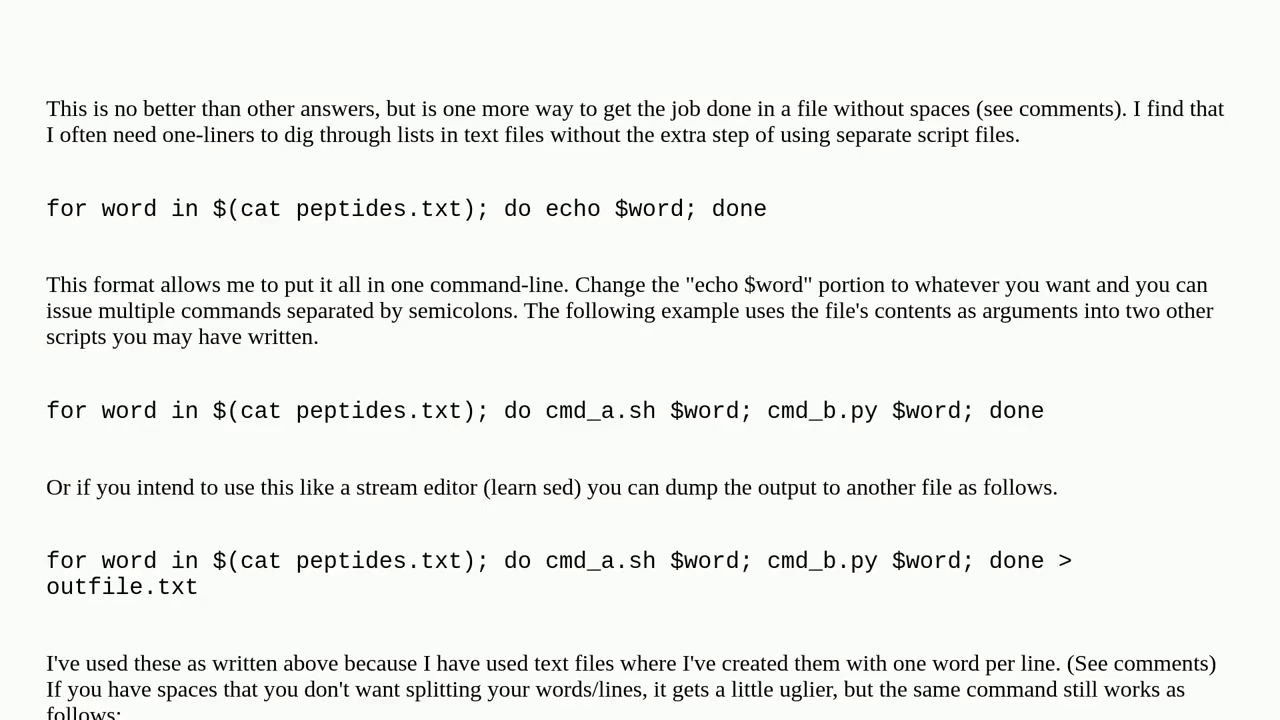 This is no better than other answers, but is one more way to get the job done in a file without spaces (see comments). I find that
I often need one-liners to dig through lists in text files without the extra step of using separate script files.
for word in $(cat peptides.txt); do echo $word; done
This format allows me to put it all in one command-line. Change the "echo $word" portion to whatever you want and you can
issue multiple commands separated by semicolons. The following example uses the file's contents as arguments into two other
scripts you may have written.
for word in $(cat peptides.txt); do cmd_a.sh $word; cmd_b.py $word; done
Or if you intend to use this like a stream editor (learn sed) you can dump the output to another file as follows.
for word in $(cat peptides.txt); do cmd_a.sh $word; cmd_b.py $word; done >
outfile.txt
I've used these as written above because I have used text files where I've created them with one word per line. (See comments)
If you have spaces that you don't want splitting your words/lines, it gets a little uglier, but the same command still works as
follows: